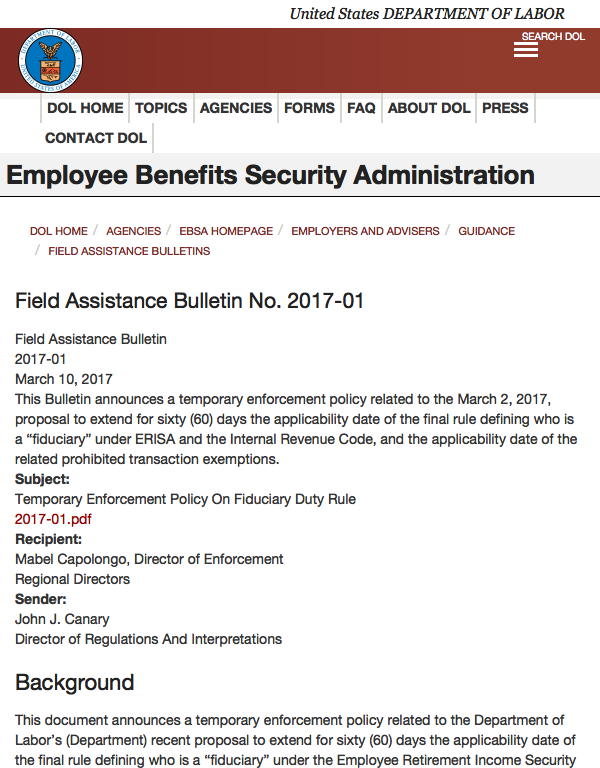 United States DEPARTMENT OF LABOR
SEARCH DOL
DEPARTMENT OF LABOR
UNITED STATES OF AMERICA
DOL HOME TOPICS AGENCIES FORMS FAQ ABOUT DOL PRESS
CONTACT DOL
Employee Benefits Security Administration
DOL HOME / AGENCIES / EBSA HOMEPAGE / EMPLOYERS AND ADVISERS / GUIDANCE
/ FIELD ASSISTANCE BULLETINS
Field Assistance Bulletin No. 2017-01
Field Assistance Bulletin
2017-01
March 10, 2017
This Bulletin announces a temporary enforcement policy related to the March 2, 2017,
proposal to extend for sixty (60) days the applicability date of the final rule defining who is
a “fiduciary” under ERISA and the Internal Revenue Code, and the applicability date of the
related prohibited transaction exemptions.
Subject:
Temporary Enforcement Policy On Fiduciary Duty Rule
2017-01.pdf
Recipient:
Mabel Capolongo, Director of Enforcement
Regional Directors
Sender:
John J. Canary
Director of Regulations And Interpretations
Background
This document announces a temporary enforcement policy related to the Department of
Labor’s (Department) recent proposal to extend for sixty (60) days the applicability date of
the final rule defining who is a “fiduciary” under the Employee Retirement Income Security